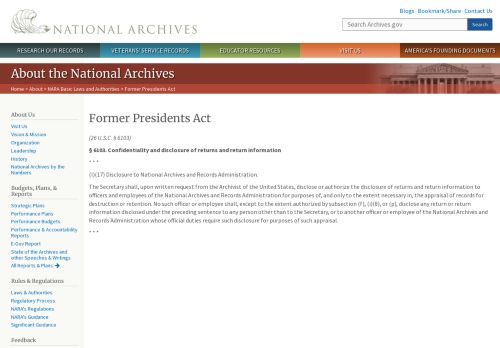 Blogs · Bookmark/Share · Contact Us
NATIONAL ARCHIVES
Search Archives.gov
Search
RESEARCH OUR RECORDS
VETERANS' SERVICE RECORDS
EDUCATOR RESOURCES
VISIT US
AMERICA'S FOUNDING DOCUMENTS
About the National Archives
Home > About > NARA Basic Laws and Authorities > Former Presidents Act
About Us
Visit Us
Vision & Mission
Organization
Leadership
History
National Archives by the
Numbers
Budgets, Plans, &
Reports
Strategic Plans
Performance Plans
Performance Budgets
Performance & Accountability
Reports
E-Gov Report
State of the Archives and
other Speeches & Writings
All Reports & Plans →
Rules & Regulations
Laws & Authorities
Regulatory Process
NARA's Regulations
NARA's Guidance
Significant Guidance
Feedback
Former Presidents Act
(26 U.S.C. § 6103)
§ 6103. Confidentiality and disclosure of returns and return information
* * *
(l)(17) Disclosure to National Archives and Records Administration.
The Secretary shall, upon written request from the Archivist of the United States, disclose or authorize the disclosure of returns and return information to
officers and employees of the National Archives and Records Administration for purposes of, and only to the extent necessary in, the appraisal of records for
destruction or retention. No such officer or employee shall, except to the extent authorized by subsection (f), (i)(8), or (p), disclose any return or return
information disclosed under the preceding sentence to any person other than to the Secretary, or to another officer or employee of the National Archives and
Records Administration whose official duties require such disclosure for purposes of such appraisal.
* * *